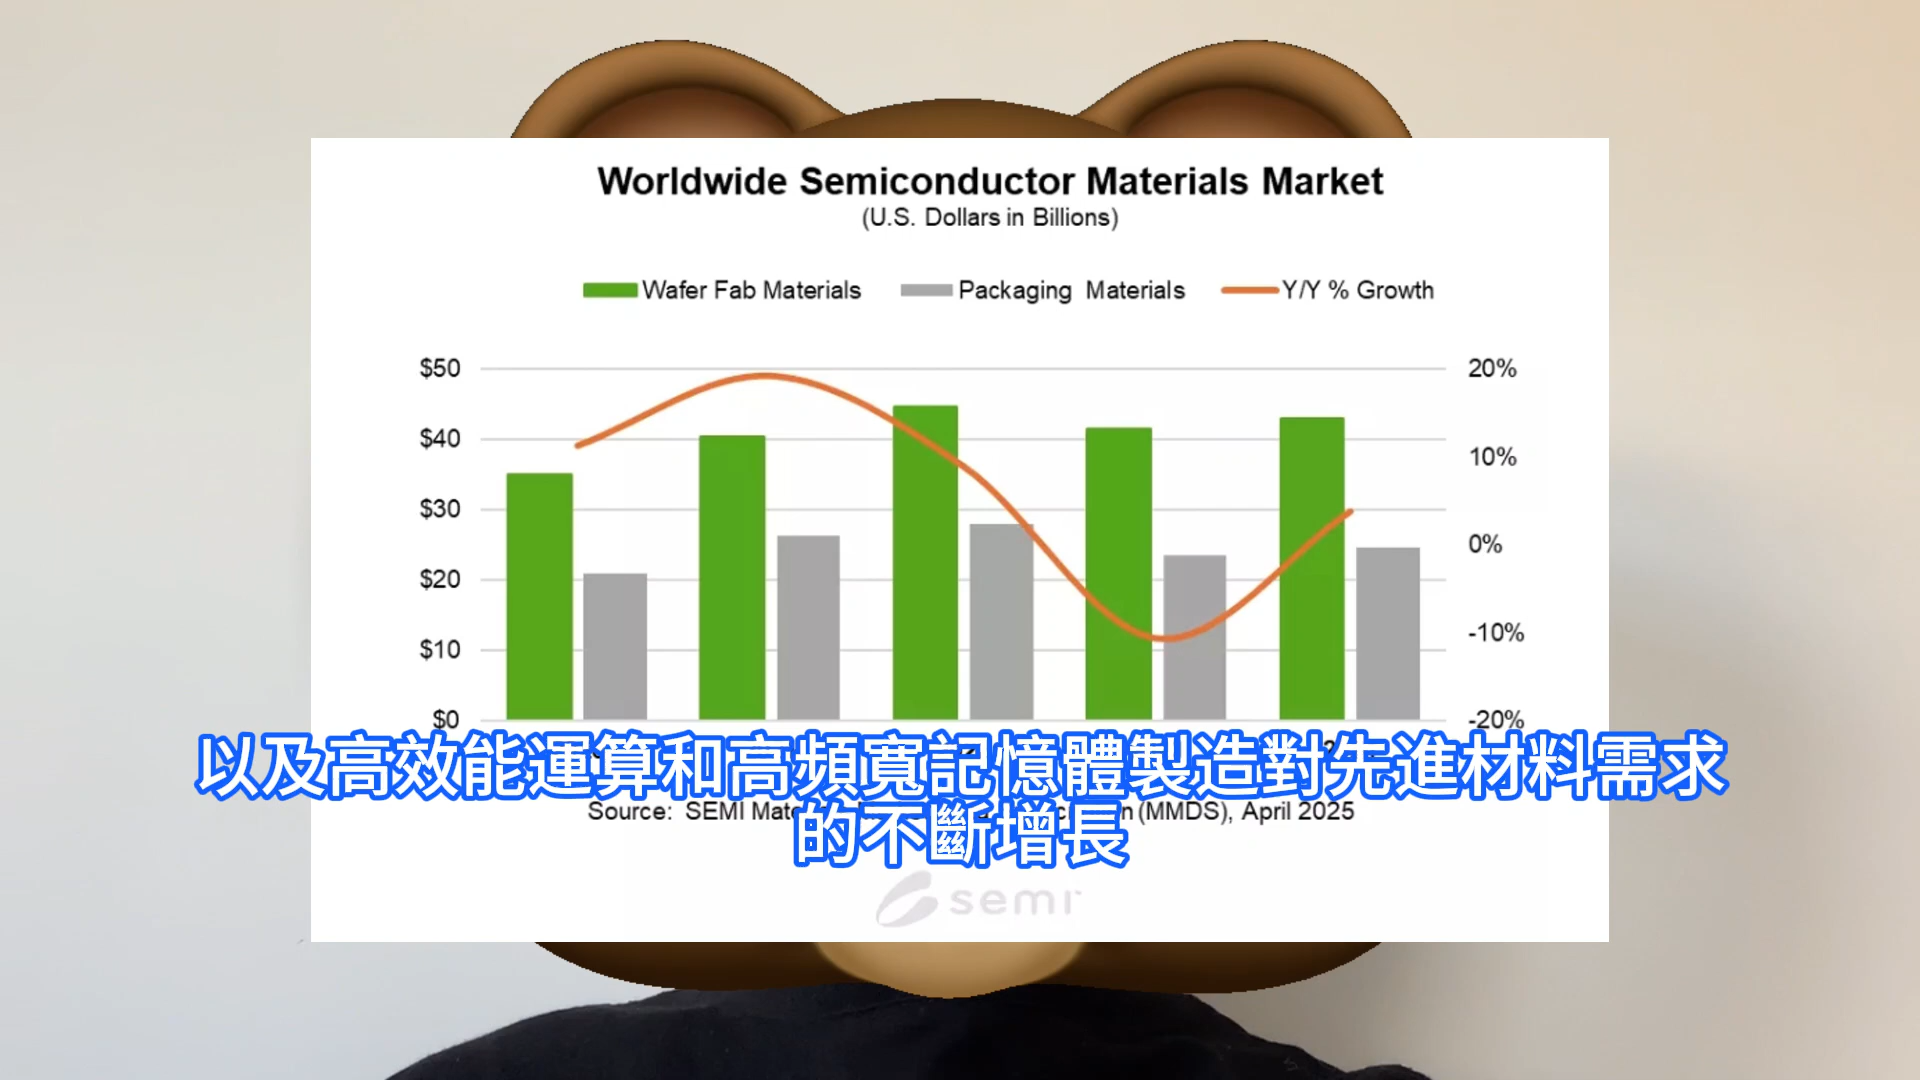 Worldwide Semiconductor Materials Market
(U.S. Dollars in Billions)
Wafer Fab Materials Packaging Materials Y/Y % Growth
$50 20%
$40 10%
$30 0%
$20 -10%
$10 -20%
$0
以及高效能運算和高頻寬記憶體製造對先進材料需求
的不斷增長
Source: SEMI (MMDS), April 2025
semi